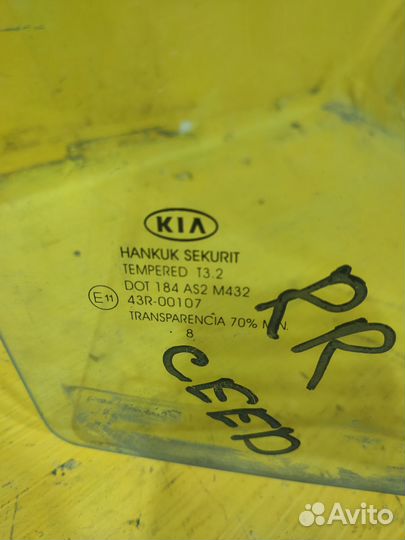 KIA
HANKUK SEKURIT
TEMPERED T3.2
DOT 184 AS2 M432
E11 43R-00107
TRANSPARENCIA 70% MIN.
8
RR
CEED
Avito